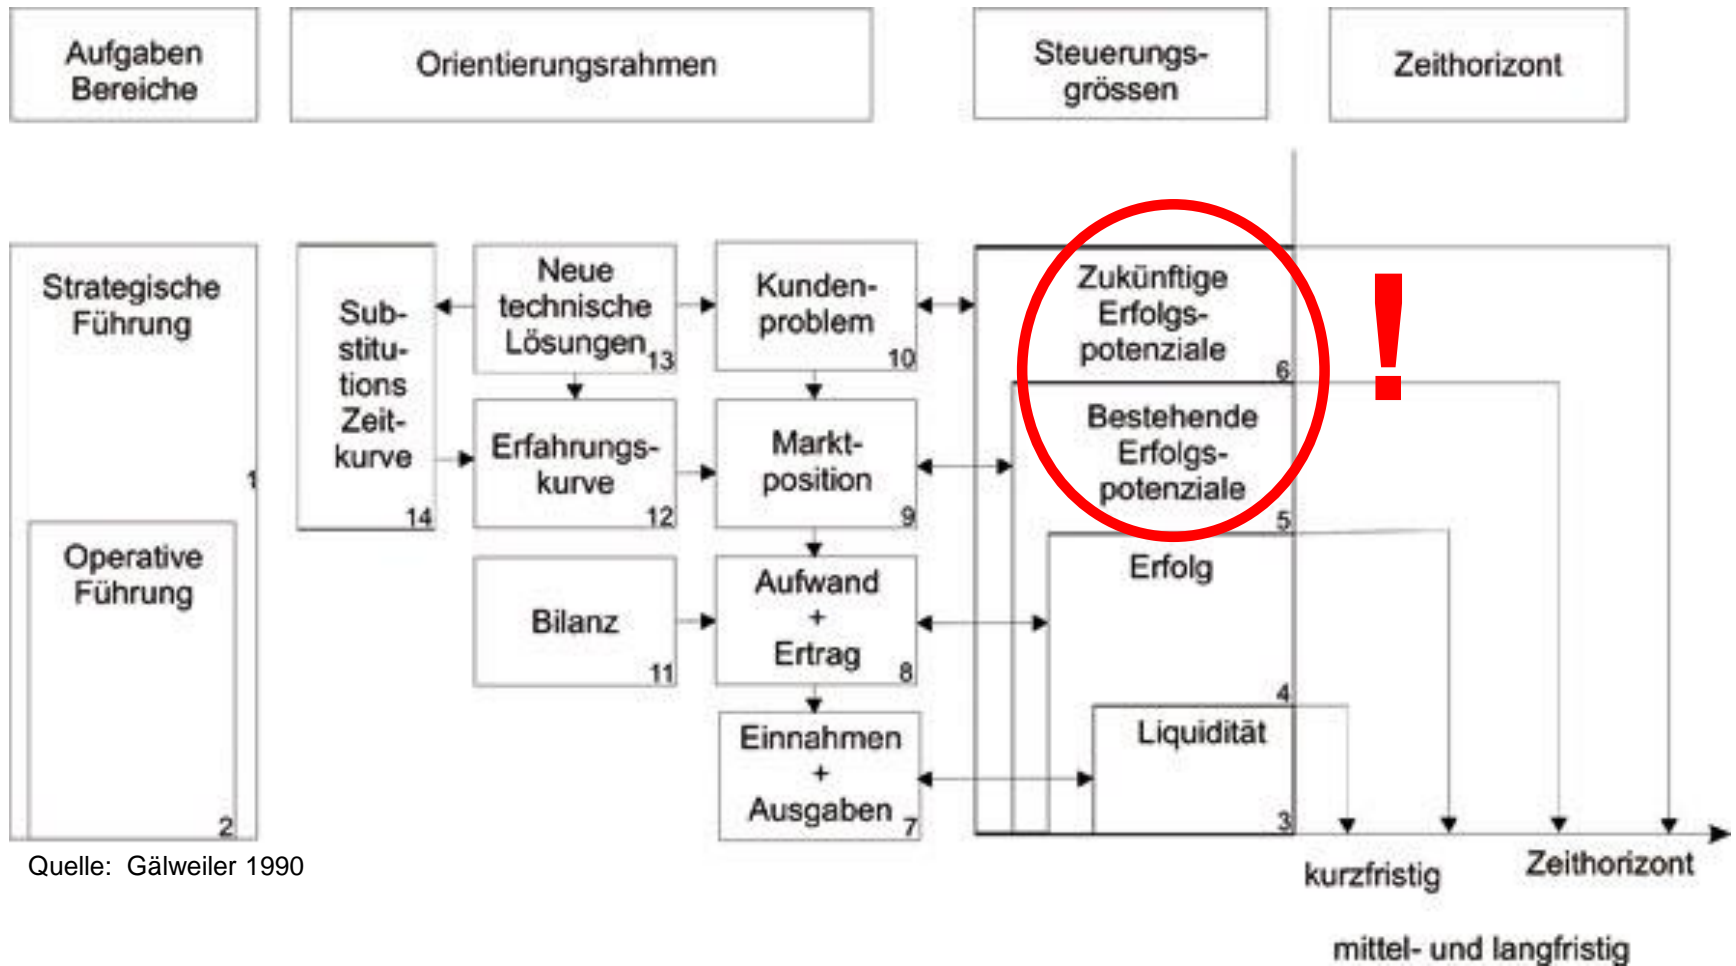 Aufgaben
Bereiche
Orientierungsrahmen
Steuerungs-
grössen
Zeithorizont
Strategische
Führung
1
Operative
Führung
2
Sub-
stitu-
tions
Zeit-
kurve
14
Neue
technische
Lösungen
13
Erfahrungs-
kurve
12
Bilanz
11
Kunden-
problem
10
Markt-
position
9
Aufwand
+
Ertrag
8
Einnahmen
+
Ausgaben
7
Zukünftige
Erfolgs-
potenziale
6
Bestehende
Erfolgs-
potenziale
5
Erfolg
4
Liquidität
3
!
kurzfristig
Zeithorizont
mittel- und langfristig
Quelle: Gälweiler 1990